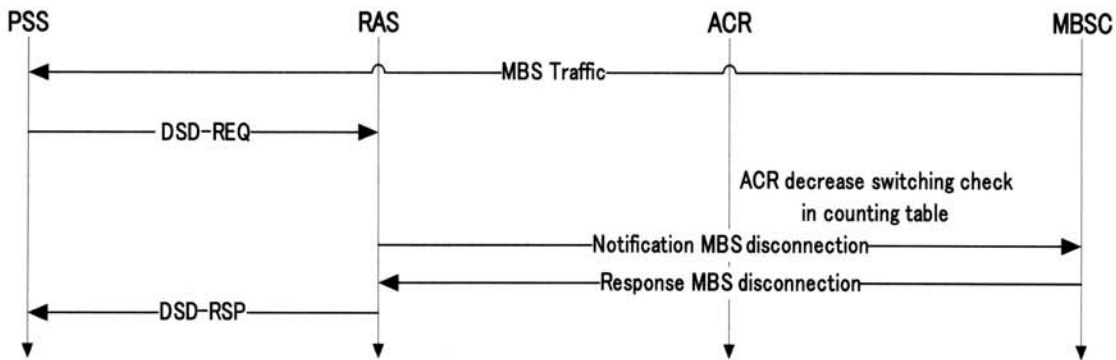 PSS
RAS
ACR
MBSC
MBS Traffic
DSD-REQ
ACR decrease switching check
in counting table
Notification MBS disconnection
Response MBS disconnection
DSD-RSP